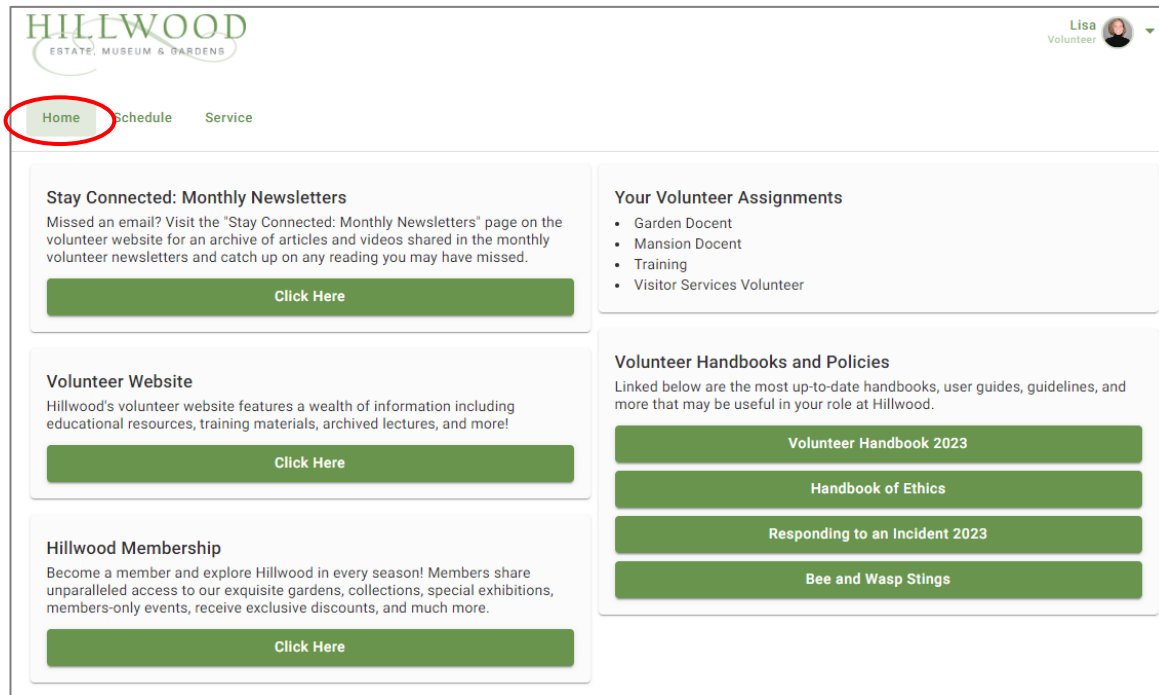 HILLWOOD
ESTATE, MUSEUM & GARDENS
Lisa
Volunteer
Home Schedule Service
Stay Connected: Monthly Newsletters
Missed an email? Visit the "Stay Connected: Monthly Newsletters" page on the
volunteer website for an archive of articles and videos shared in the monthly
volunteer newsletters and catch up on any reading you may have missed.
Click Here
Volunteer Website
Hillwood's volunteer website features a wealth of information including
educational resources, training materials, archived lectures, and more!
Click Here
Hillwood Membership
Become a member and explore Hillwood in every season! Members share
unparalleled access to our exquisite gardens, collections, special exhibitions,
members-only events, receive exclusive discounts, and much more.
Click Here
Your Volunteer Assignments
• Garden Docent
• Mansion Docent
• Training
• Visitor Services Volunteer
Volunteer Handbooks and Policies
Linked below are the most up-to-date handbooks, user guides, guidelines, and
more that may be useful in your role at Hillwood.
Volunteer Handbook 2023
Handbook of Ethics
Responding to an Incident 2023
Bee and Wasp Stings